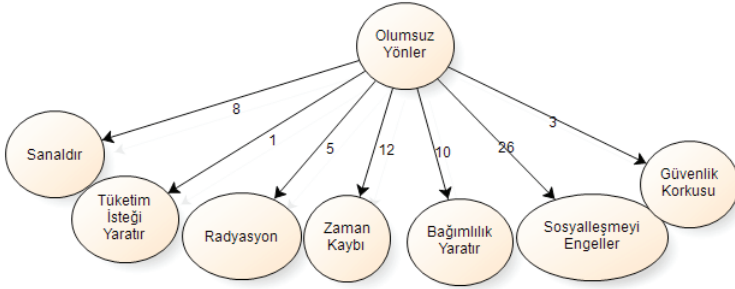 Olumsuz
Yönler
8
1
5
12
10
26
3
Sanaldır
Tüketim
İsteği
Yaratır
Radyasyon
Zaman
Kaybı
Bağımlılık
Yaratır
Sosyalleşmeyi
Engeller
Güvenlik
Korkusu